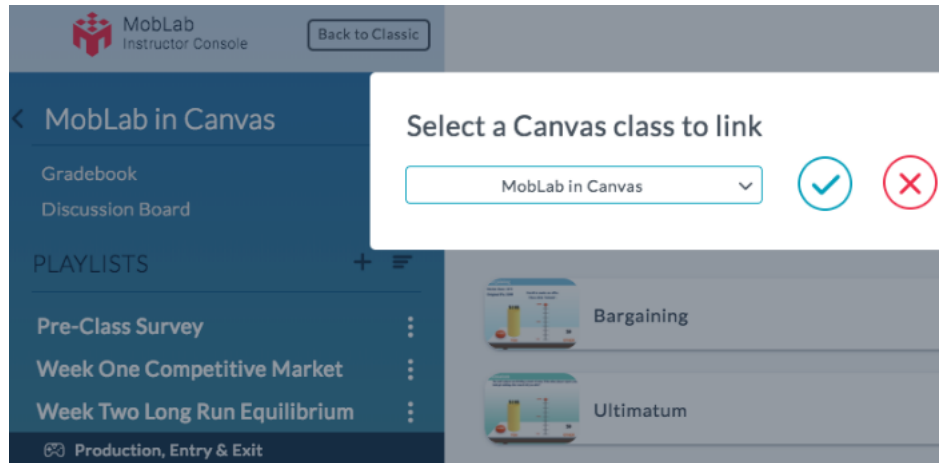 MobLab
Instructor Console
Back to Classic
MobLab in Canvas
Gradebook
Discussion Board
PLAYLISTS
Pre-Class Survey
Week One Competitive Market
Week Two Long Run Equilibrium
Production, Entry & Exit
Select a Canvas class to link
MobLab in Canvas
Bargaining
Ultimatum